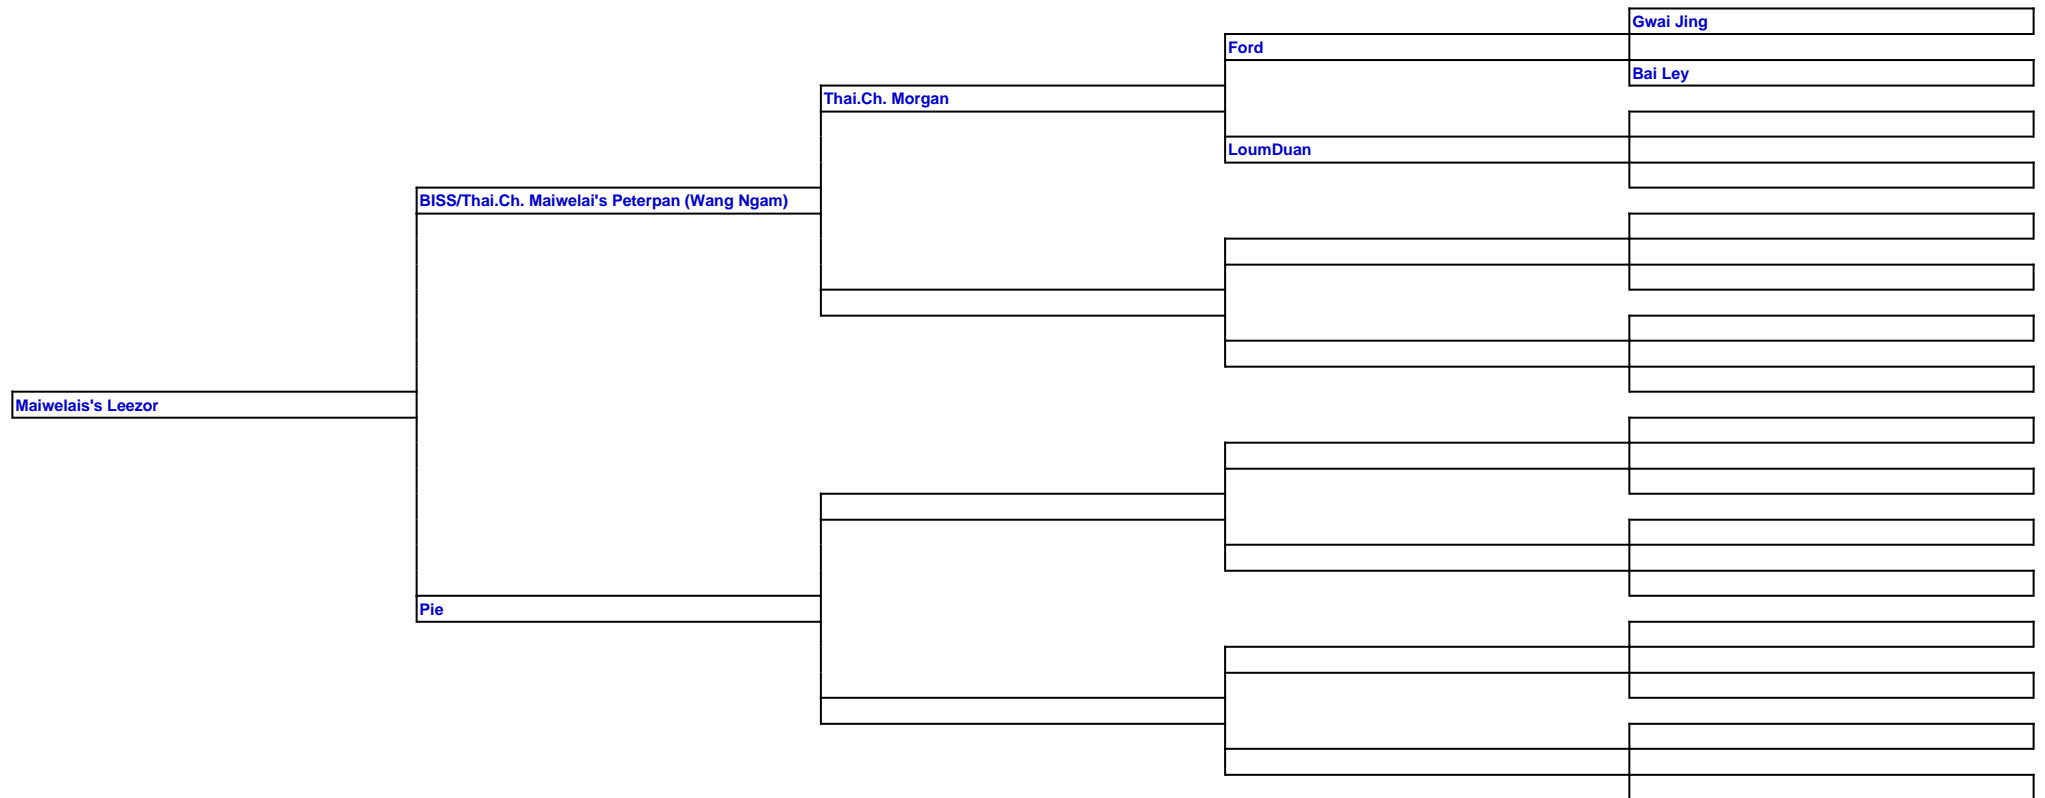 Gwai Jing
Ford
Bai Ley
Thai.Ch. Morgan
LoumDuan
BISS/Thai.Ch. Maiwelai's Peterpan (Wang Ngam)
Maiwelais's Leezor
Pie